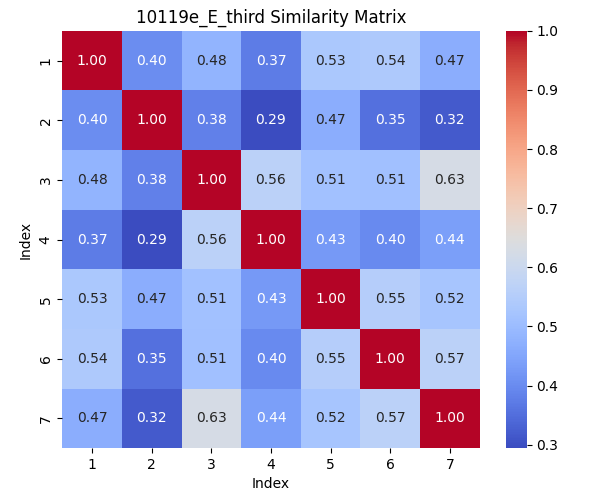 10119e_E_third Similarity Matrix
1 1.00 0.40 0.48 0.37 0.53 0.54 0.47
2 0.40 1.00 0.38 0.29 0.47 0.35 0.32
3 0.48 0.38 1.00 0.56 0.51 0.51 0.63
4 0.37 0.29 0.56 1.00 0.43 0.40 0.44
5 0.53 0.47 0.51 0.43 1.00 0.55 0.52
6 0.54 0.35 0.51 0.40 0.55 1.00 0.57
7 0.47 0.32 0.63 0.44 0.52 0.57 1.00
1 2 3 4 5 6 7
Index
Index
1.0
0.9
0.8
0.7
0.6
0.5
0.4
0.3